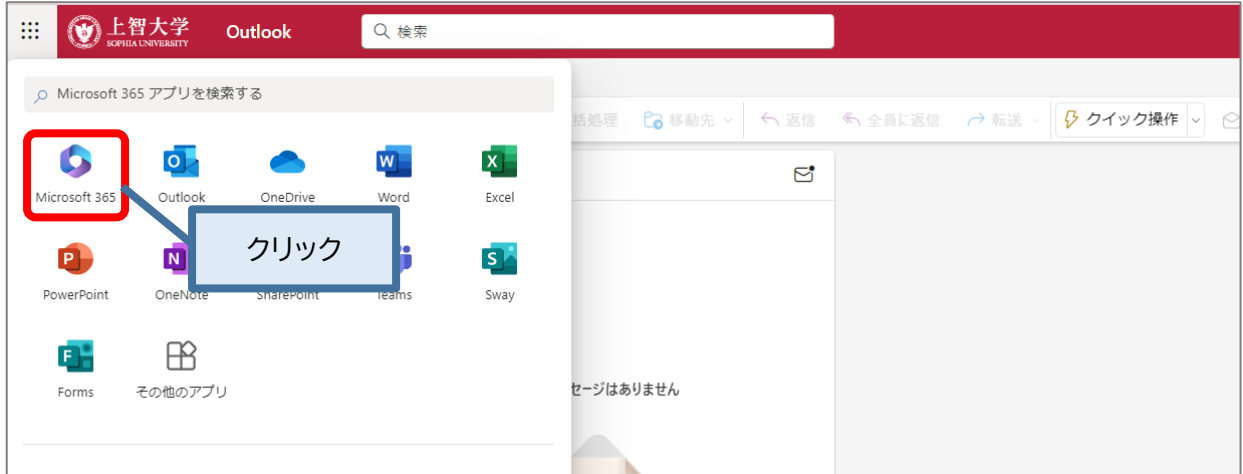 上智大学
SOPHIA UNIVERSITY
Outlook
検索
Microsoft 365 アプリを検索する
括処理
移動先
返信
全員に返信
転送
クイック操作
Microsoft 365
Outlook
OneDrive
Word
Excel
クリック
PowerPoint
OneNote
SharePoint
Teams
Sway
Forms
その他のアプリ
セージはありません